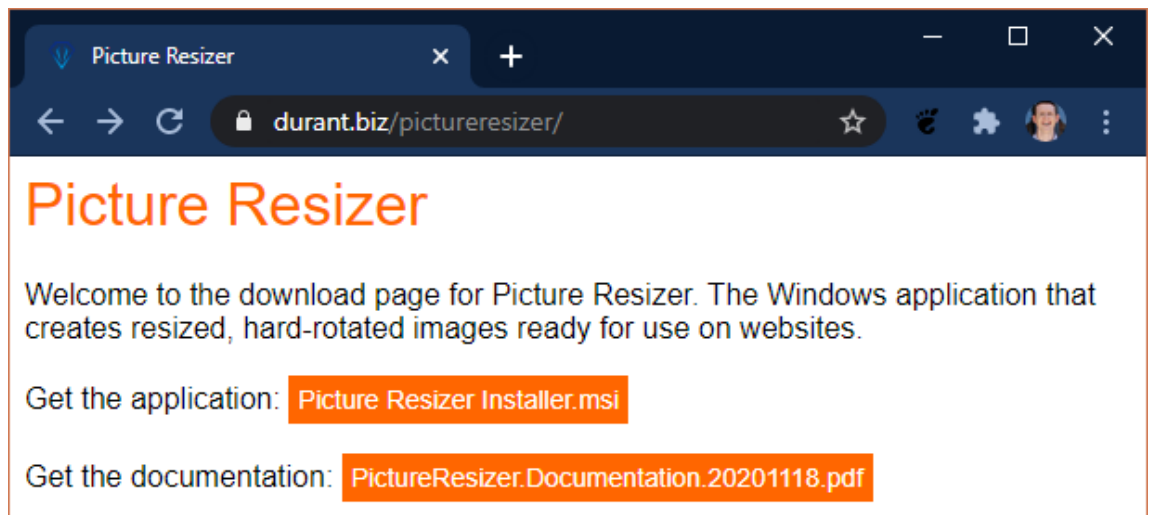 Picture Resizer
durant.biz/pictureresizer/
Picture Resizer
Welcome to the download page for Picture Resizer. The Windows application that
creates resized, hard-rotated images ready for use on websites.
Get the application: Picture Resizer Installer.msi
Get the documentation: PictureResizer.Documentation.20201118.pdf